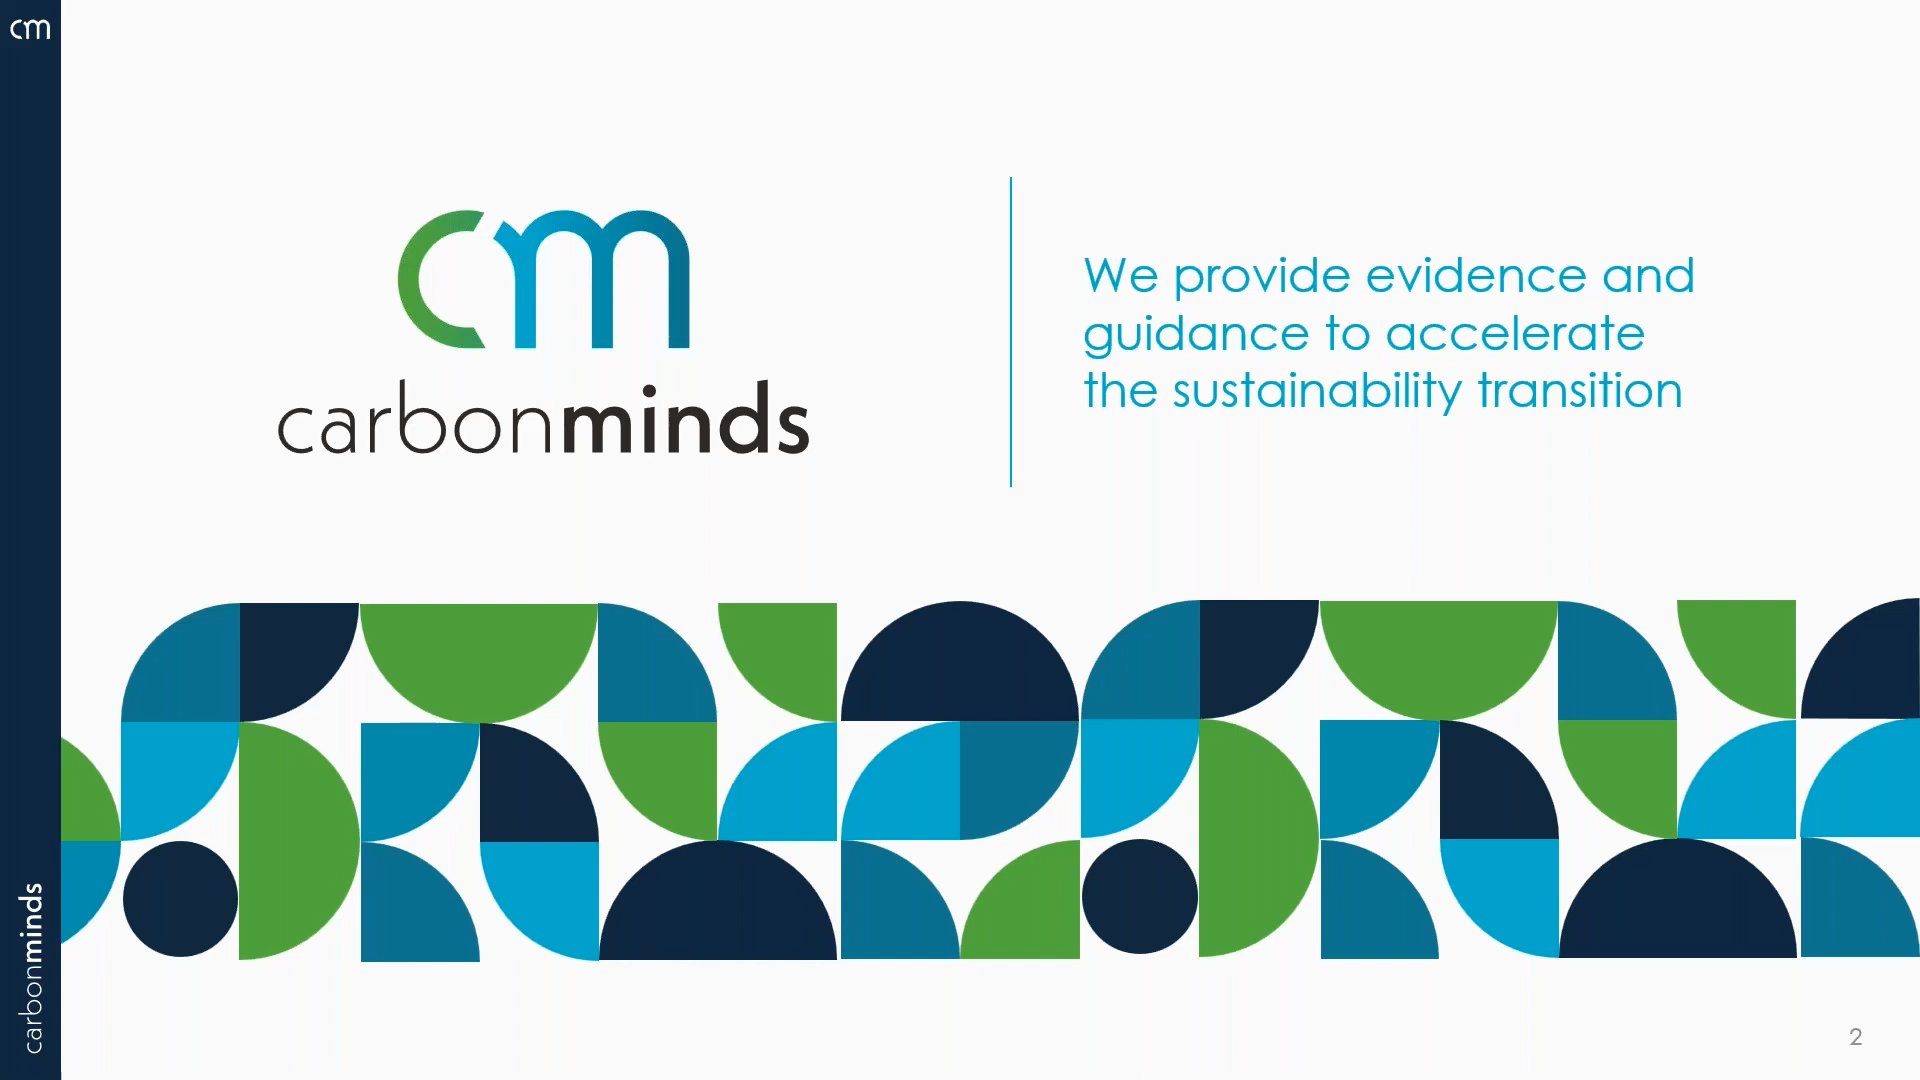 cm
cm
carbonminds
We provide evidence and
guidance to accelerate
the sustainability transition
carbonminds
2